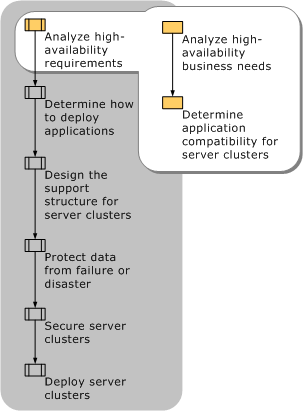 Analyze high-
availability
requirements
Determine how
to deploy
applications
Design the
support
structure for
server clusters
Protect data
from failure or
disaster
Secure server
clusters
Deploy server
clusters
Analyze high-
availability
business needs
Determine
application
compatibility for
server clusters